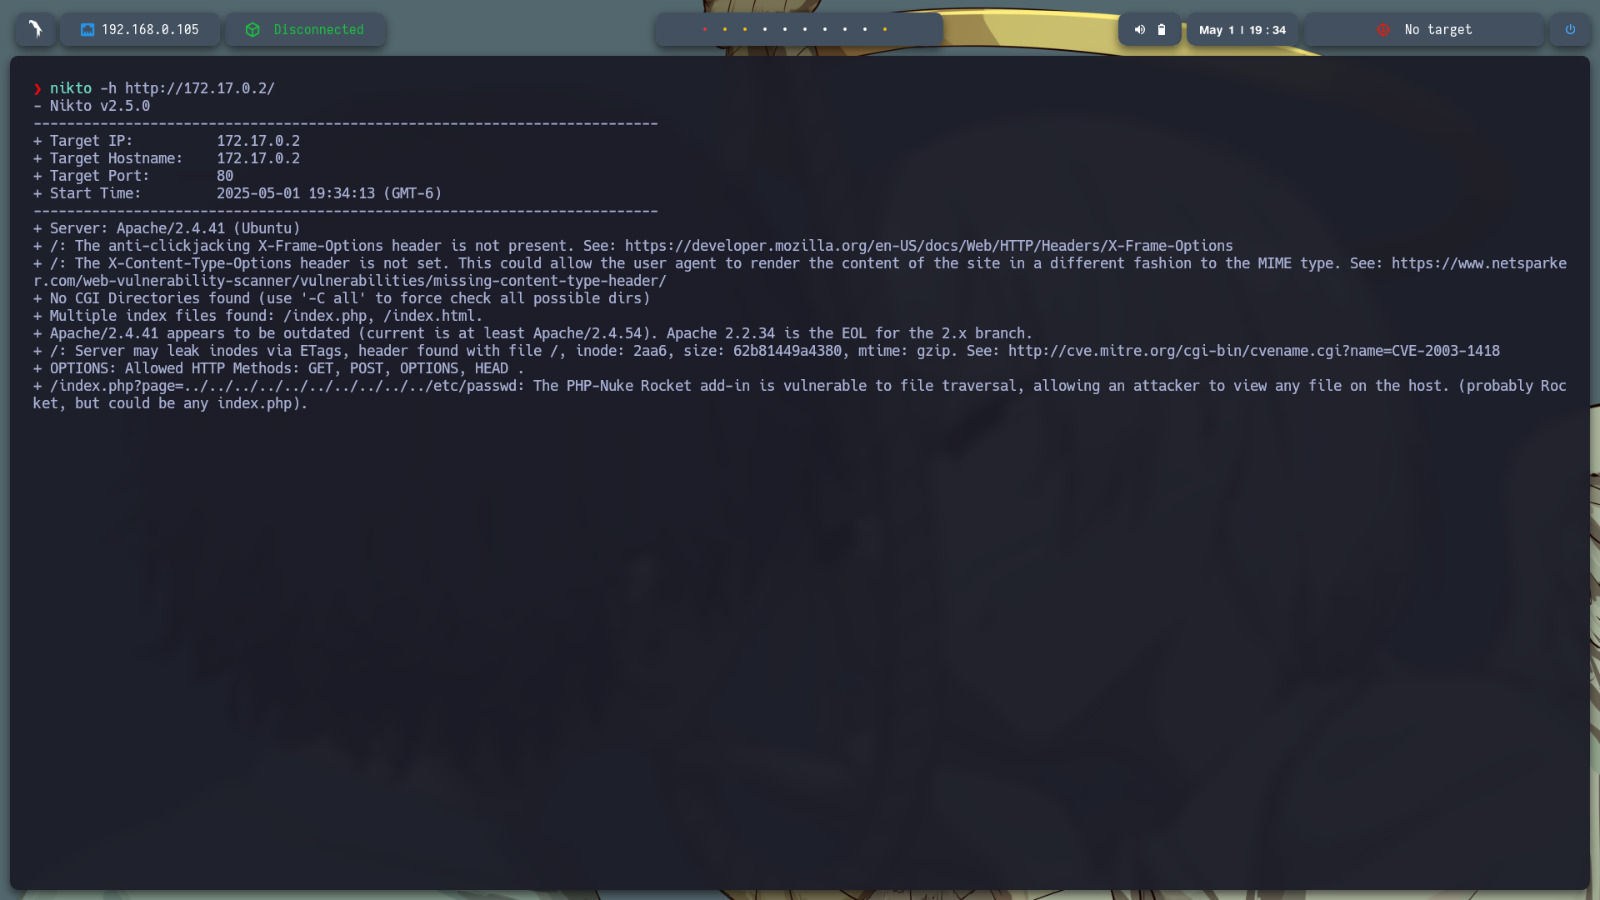 192.168.0.105 Disconnected May 1 | 19:34 No target
❯ nikto -h http://172.17.0.2/
- Nikto v2.5.0
---------------------------------------------------------------------------
+ Target IP:          172.17.0.2
+ Target Hostname:    172.17.0.2
+ Target Port:        80
+ Start Time:         2025-05-01 19:34:13 (GMT-6)
---------------------------------------------------------------------------
+ Server: Apache/2.4.41 (Ubuntu)
+ /: The anti-clickjacking X-Frame-Options header is not present. See: https://developer.mozilla.org/en-US/docs/Web/HTTP/Headers/X-Frame-Options
+ /: The X-Content-Type-Options header is not set. This could allow the user agent to render the content of the site in a different fashion to the MIME type. See: https://www.netsparke
r.com/web-vulnerability-scanner/vulnerabilities/missing-content-type-header/
+ No CGI Directories found (use '-C all' to force check all possible dirs)
+ Multiple index files found: /index.php, /index.html.
+ Apache/2.4.41 appears to be outdated (current is at least Apache/2.4.54). Apache 2.2.34 is the EOL for the 2.x branch.
+ /: Server may leak inodes via ETags, header found with file /, inode: 2aa6, size: 62b81449a4380, mtime: gzip. See: http://cve.mitre.org/cgi-bin/cvename.cgi?name=CVE-2003-1418
+ OPTIONS: Allowed HTTP Methods: GET, POST, OPTIONS, HEAD .
+ /index.php?page=../../../../../../../../../../etc/passwd: The PHP-Nuke Rocket add-in is vulnerable to file traversal, allowing an attacker to view any file on the host. (probably Roc
ket, but could be any index.php).